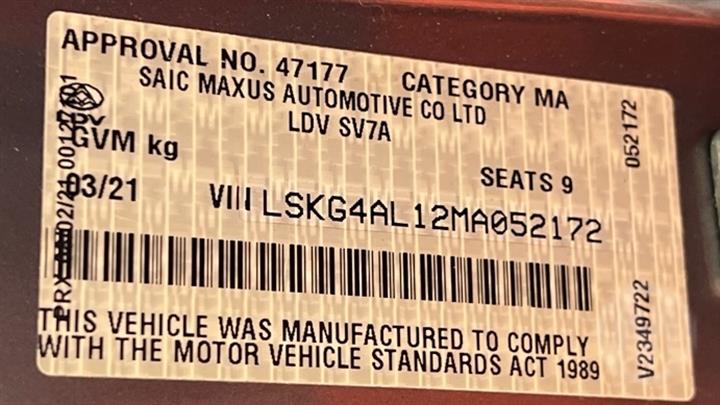 APPROVAL NO. 47177 CATEGORY MA
SAIC MAXUS AUTOMOTIVE CO LTD
LDV SV7A
GVM kg
SEATS 9
03/21
LSKG4AL12MA052172
THIS VEHICLE WAS MANUFACTURED TO COMPLY
WITH THE MOTOR VEHICLE STANDARDS ACT 1989
052172
V2349722